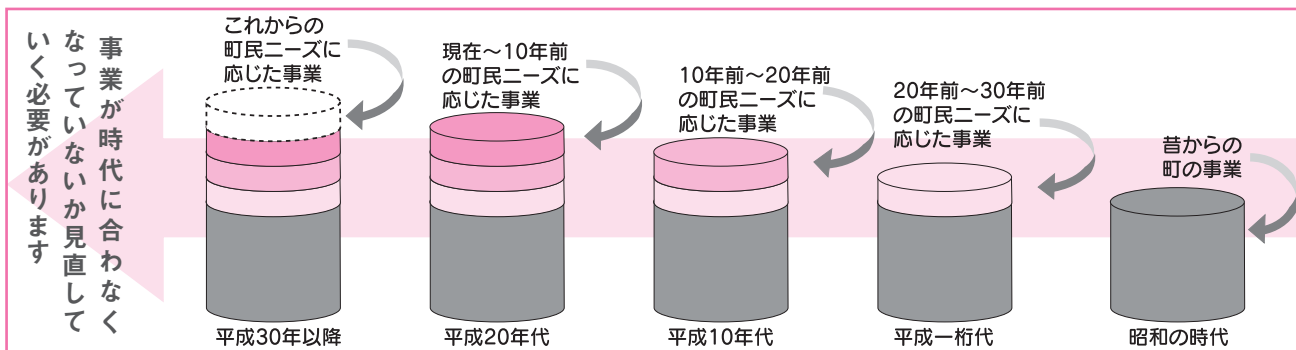 事業が時代に合わなく
なっていないか見直して
いく必要があります
これからの
町民ニーズに
応じた事業
現在～10年前
の町民ニーズに
応じた事業
10年前～20年前
の町民ニーズに
応じた事業
20年前～30年前
の町民ニーズに
応じた事業
昔からの
町の事業
平成30年以降
平成20年代
平成10年代
平成一桁代
昭和の時代